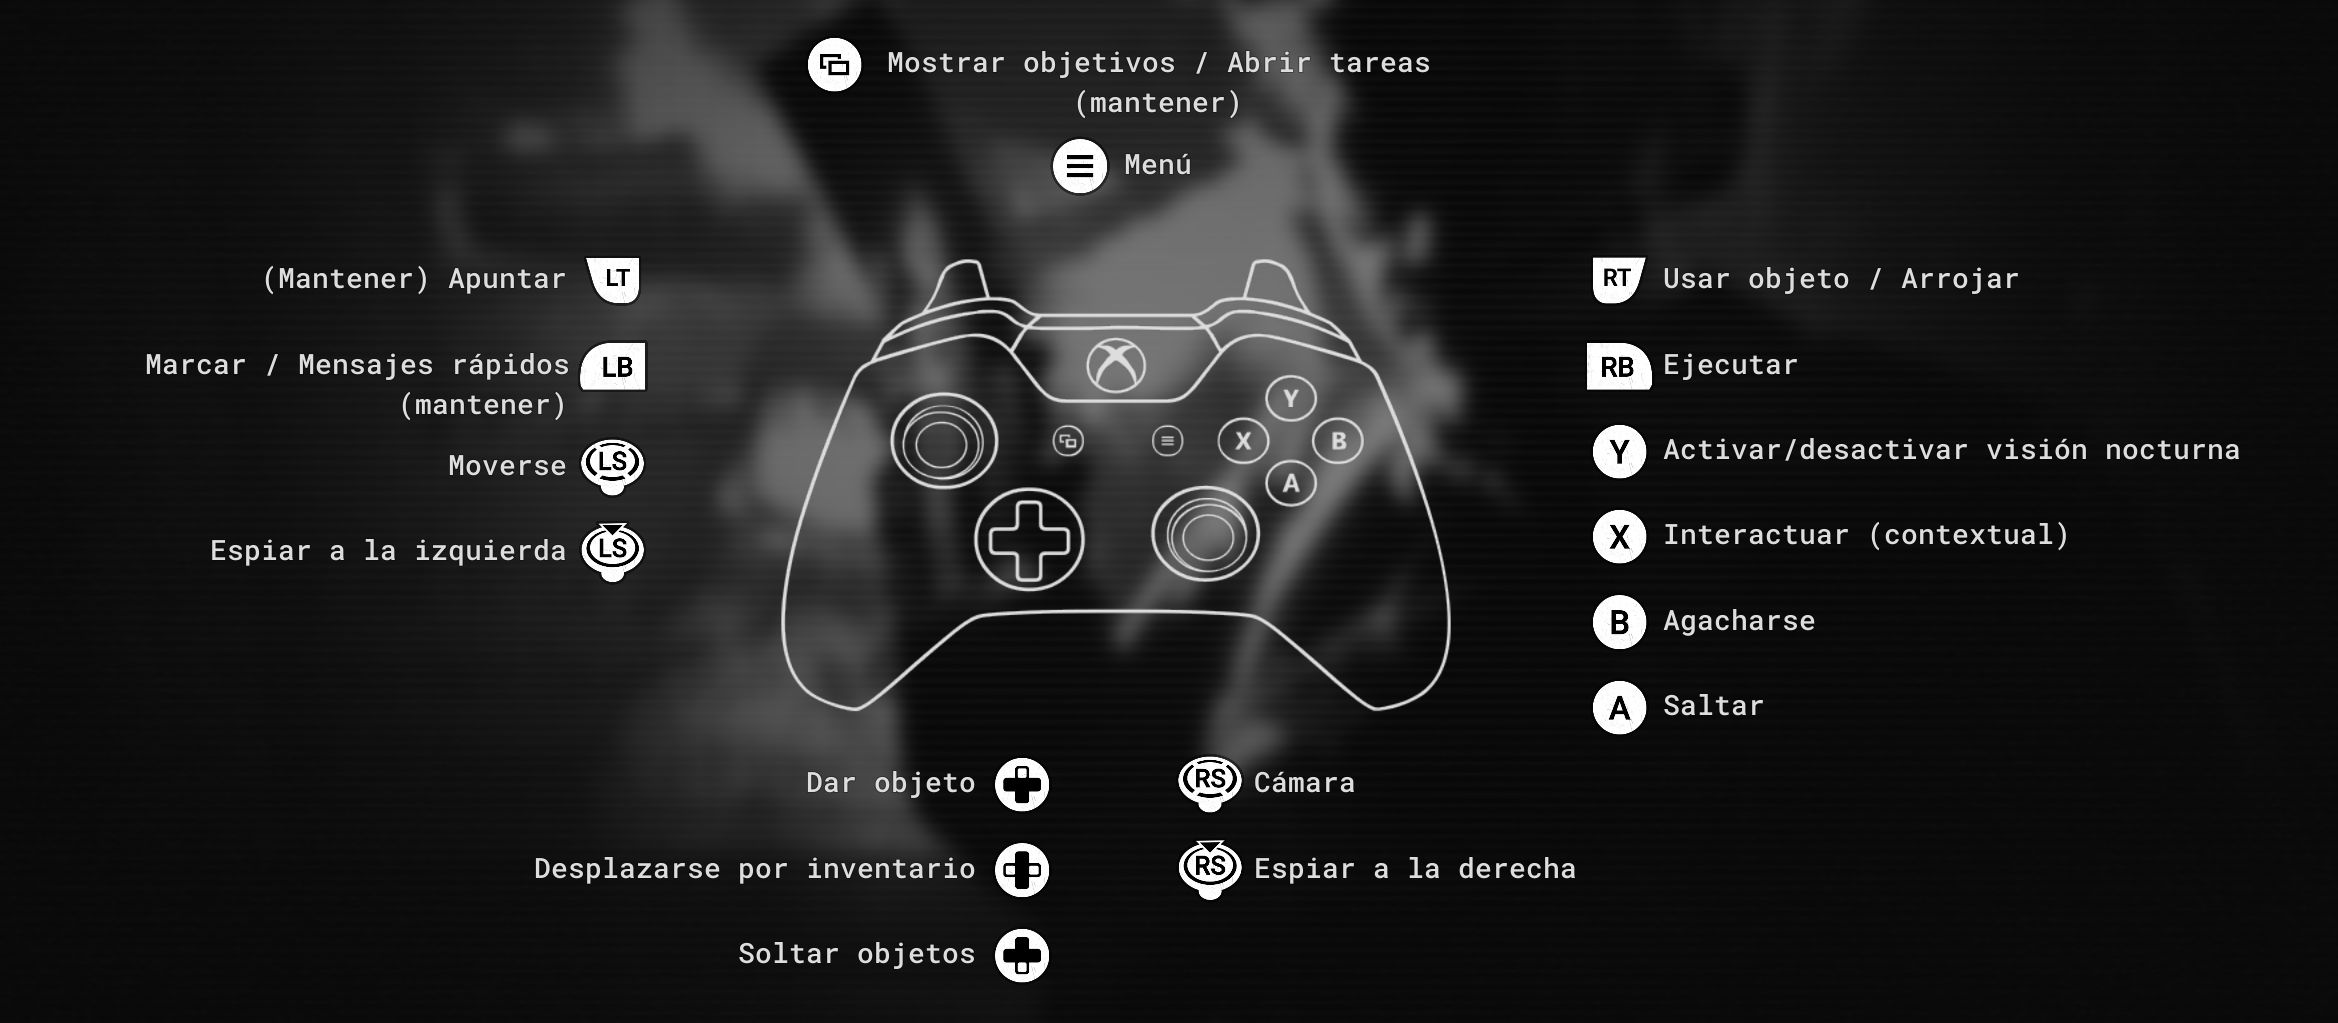 Mostrar objetivos / Abrir tareas
(mantener)
Menú
(Mantener) Apuntar LT
Marcar / Mensajes rápidos LB
(mantener)
Moverse LS
Espiar a la izquierda LS
Y
X B
A
RT Usar objeto / Arrojar
RB Ejecutar
Y Activar/desactivar visión nocturna
X Interactuar (contextual)
B Agacharse
A Saltar
Dar objeto
Desplazarse por inventario
Soltar objetos
RS Cámara
RS Espiar a la derecha